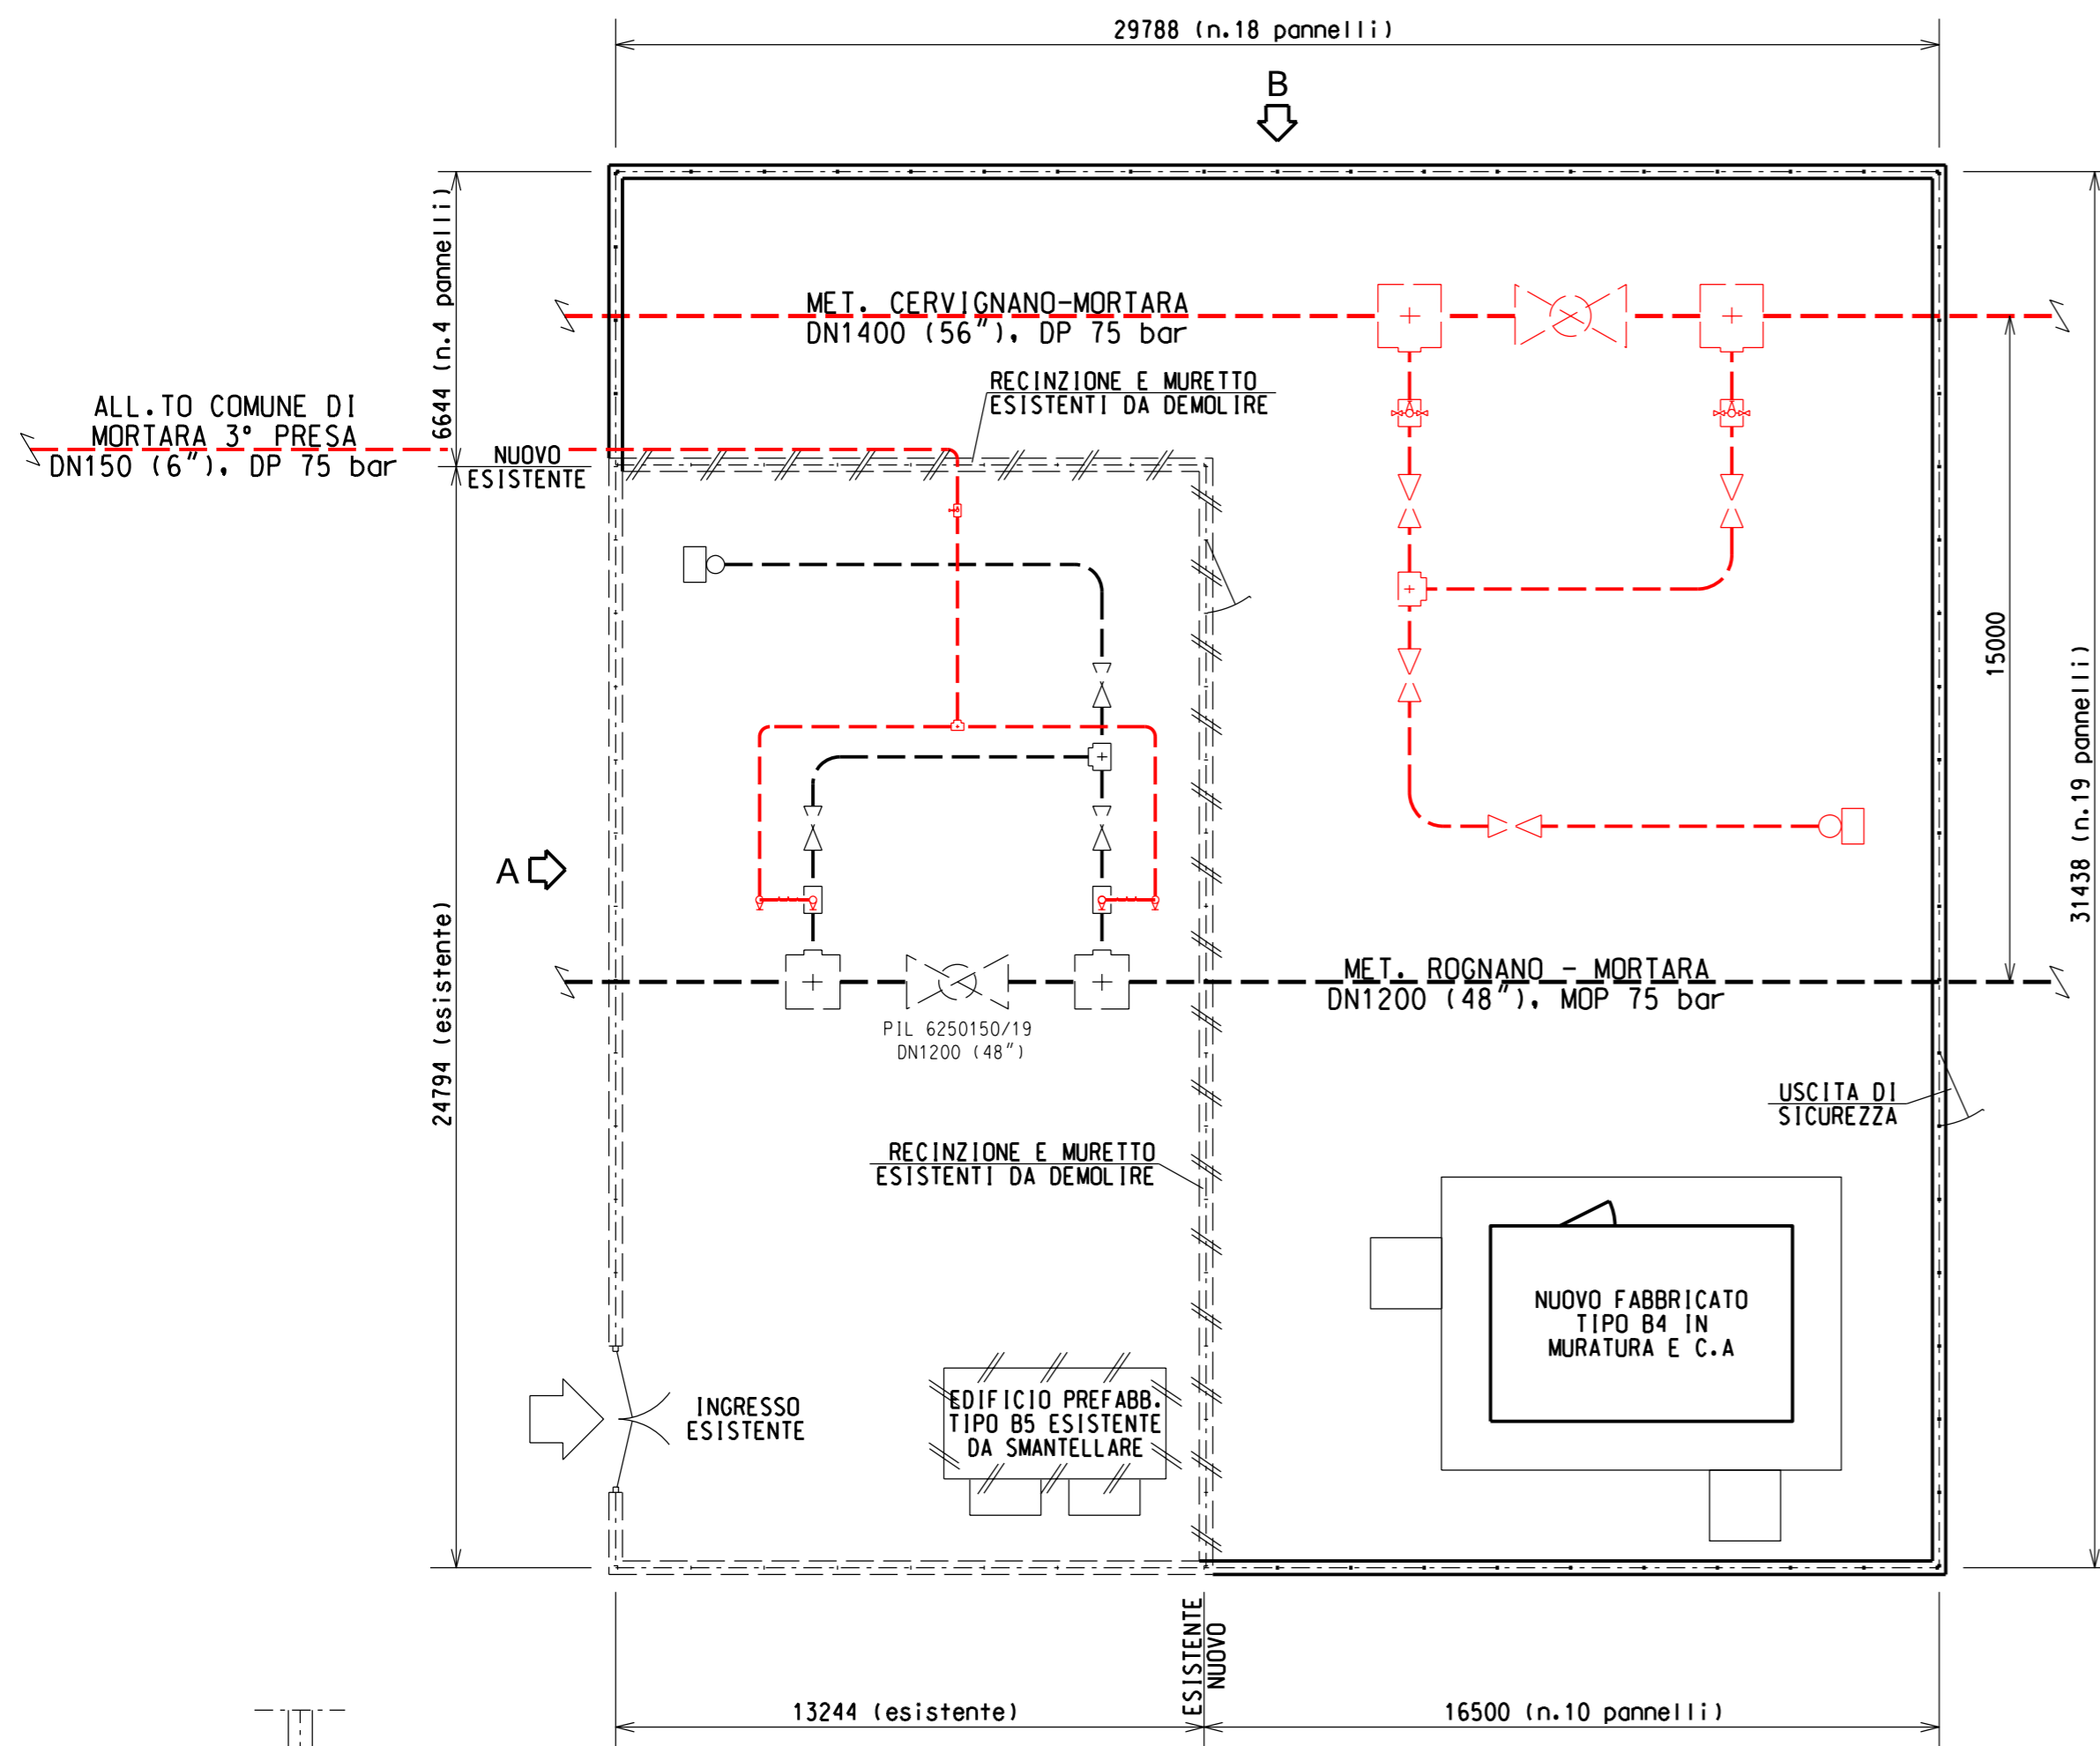 29788 (n.18 pannelli)
B
6644 (n.4 pannelli)
MET. CERVIGNANO-MORTARA
DN1400 (56"), DP 75 bar
RECINZIONE E MURETTO
ESISTENTI DA DEMOLIRE
ALL.TO COMUNE DI
MORTARA 3° PRESA
DN150 (6"), DP 75 bar
NUOVO
ESISTENTE
15000
31438 (n.19 pannelli)
A
24794 (esistente)
MET. ROGNANO - MORTARA
DN1200 (48"), MOP 75 bar
PIL 6250150/19
DN1200 (48")
USCITA DI
SICUREZZA
RECINZIONE E MURETTO
ESISTENTI DA DEMOLIRE
NUOVO FABBRICATO
TIPO B4 IN
MURATURA E C.A
INGRESSO
ESISTENTE
EDIFICIO PREFABB.
TIPO B5 ESISTENTE
DA SMANTELLARE
ESISTENTE
NUOVO
13244 (esistente)
16500 (n.10 pannelli)